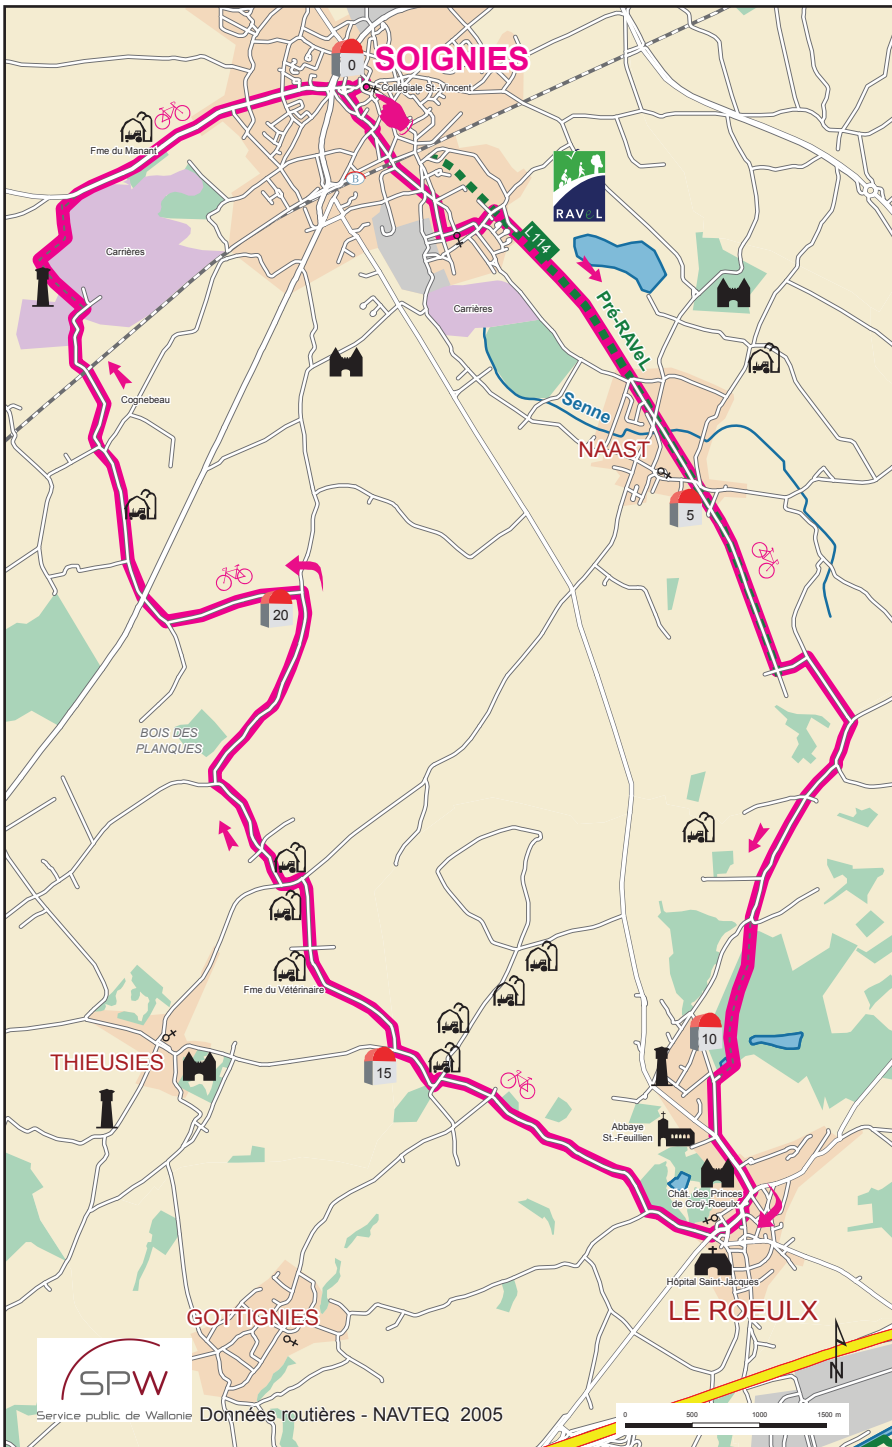 SOIGNIES
0
Collégiale St.-Vincent
Fme du Manant
B
RAVeL
L114
Carrières
Carrières
Pré-RAVeL
Senne
Cognebeau
NAAST
5
20
BOIS DES
PLANQUES
Fme du Vétérinaire
10
THIEUSIES
15
Abbaye
St.-Feuillien
Chât. des Princes
de Croÿ-Roeulx
Hôpital Saint-Jacques
LE ROEULX
GOTTIGNIES
N
SPW
Service public de Wallonie
Données routières - NAVTEQ 2005
0 500 1000 1500 m